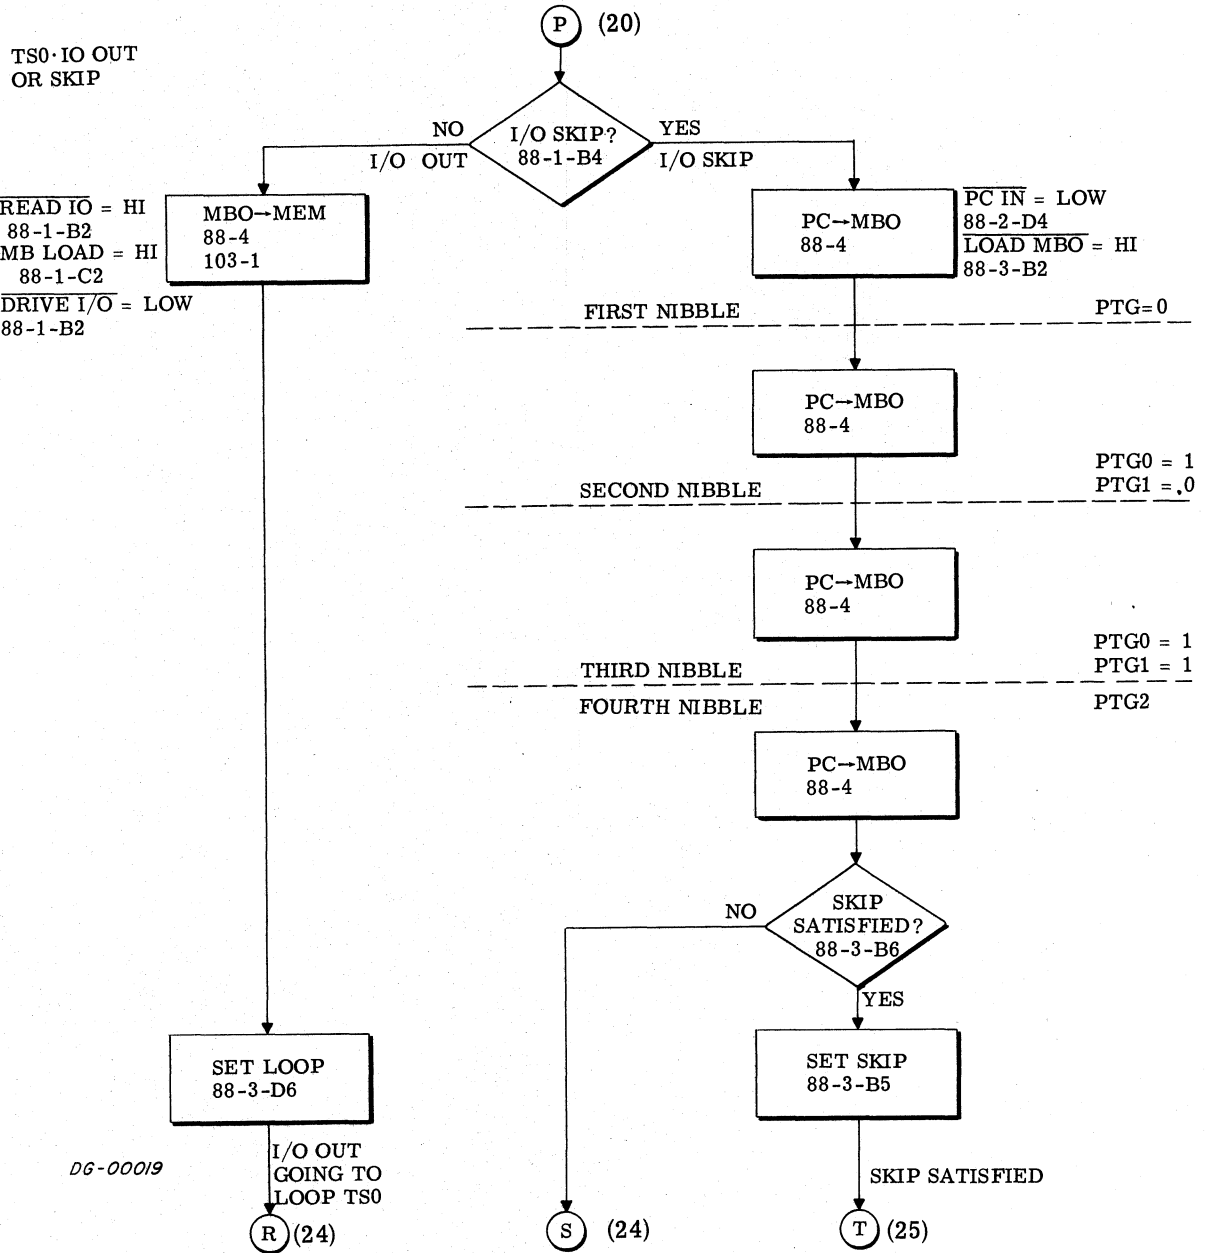 P (20)
TS0·IO OUT
OR SKIP
I/O SKIP?
88-1-B4
NO
I/O OUT
YES
I/O SKIP
READ IO = HI
88-1-B2
MB LOAD = HI
88-1-C2
DRIVE I/O = LOW
88-1-B2
MBO→MEM
88-4
103-1
PC→MBO
88-4
PC IN = LOW
88-2-D4
LOAD MBO = HI
88-3-B2
FIRST NIBBLE PTG=0
PC→MBO
88-4
PTG0 = 1
SECOND NIBBLE PTG1 = 0
PC→MBO
88-4
PTG0 = 1
THIRD NIBBLE PTG1 = 1
FOURTH NIBBLE PTG2
PC→MBO
88-4
SKIP
SATISFIED?
88-3-B6
NO
YES
SET LOOP
88-3-D6
SET SKIP
88-3-B5
I/O OUT
GOING TO
LOOP TS0
SKIP SATISFIED
DG-00019
R (24)
S (24)
T (25)